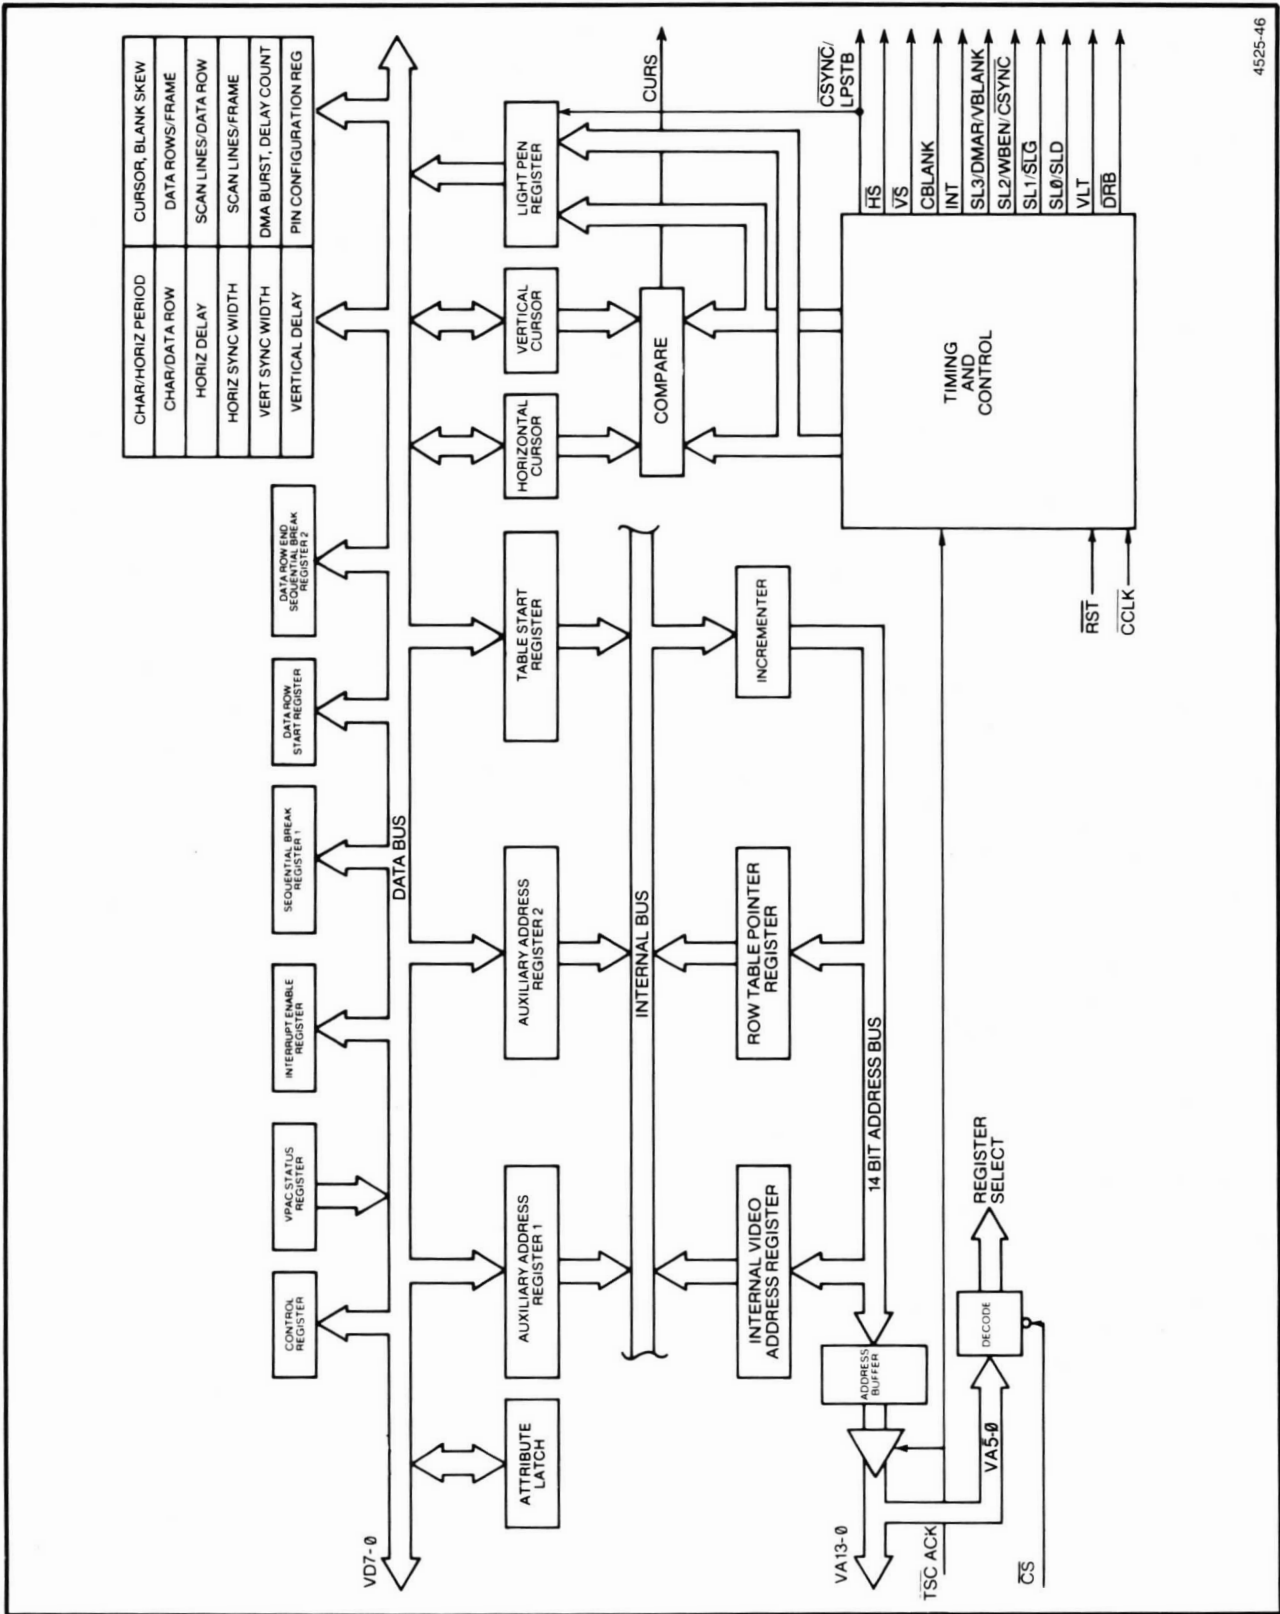 CHAR/HORIZ PERIOD
CURSOR, BLANK SKEW
CHAR/DATA ROW
DATA ROWS/FRAME
HORIZ DELAY
SCAN LINES/DATA ROW
HORIZ SYNC WIDTH
SCAN LINES/FRAME
VERT SYNC WIDTH
DMA BURST, DELAY COUNT
VERTICAL DELAY
PIN CONFIGURATION REG
CONTROL
REGISTER
VPAC STATUS
REGISTER
INTERRUPT ENABLE
REGISTER
SEQUENTIAL BREAK
REGISTER 1
DATA ROW
START REGISTER
DATA ROW END
SEQUENTIAL BREAK
REGISTER 2
VD7-0
DATA BUS
ATTRIBUTE
LATCH
AUXILIARY ADDRESS
REGISTER 1
AUXILIARY ADDRESS
REGISTER 2
TABLE START
REGISTER
HORIZONTAL
CURSOR
VERTICAL
CURSOR
LIGHT PEN
REGISTER
INTERNAL BUS
COMPARE
CURS
INTERNAL VIDEO
ADDRESS REGISTER
ROW TABLE POINTER
REGISTER
INCREMENTER
14 BIT ADDRESS BUS
ADDRESS
BUFFER
VA13-0
TSC ACK
VA5-0
CS
DECODE
REGISTER
SELECT
RST
CCLK
TIMING
AND
CONTROL
CSYNC/
LPSTB
HS
VS
CBLANK
INT
SL3/DMAR/VBLANK
SL2/WBEN/CSYNC
SL1/SLG
SL0/SLD
VLT
DRB
4525-46